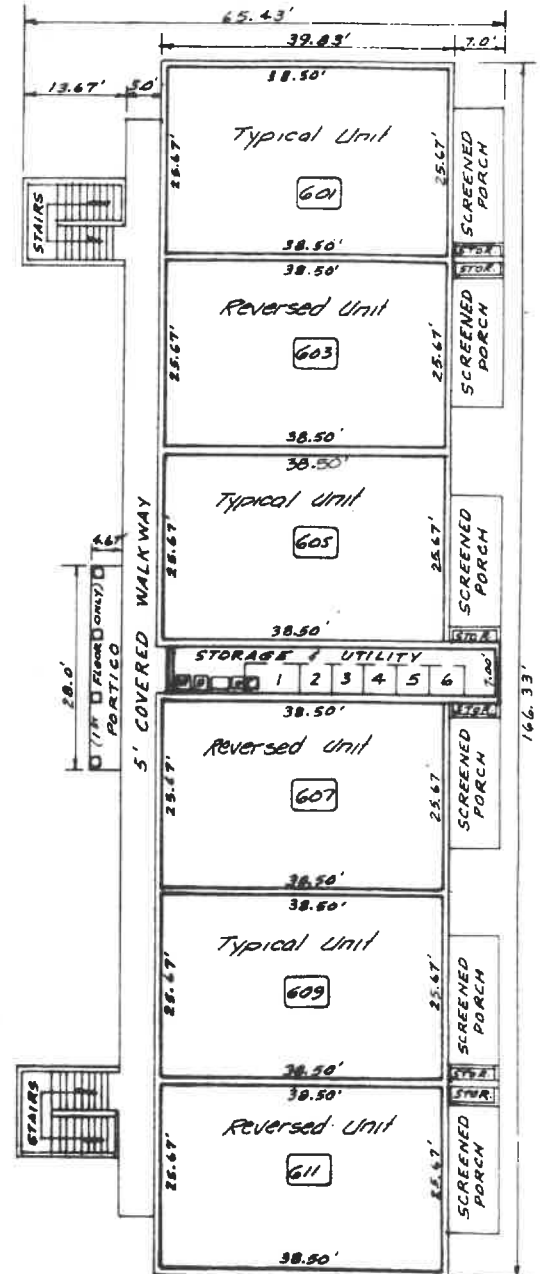 65.43'
39.83'
7.0'
13.67'
5.0'
38.50'
Typical Unit
25.67'
25.67'
601
38.50'
SCREENED
PORCH
STAIRS
STOR.
STOR.
38.50'
Reversed Unit
25.67'
25.67'
603
38.50'
SCREENED
PORCH
38.50'
Typical Unit
25.67'
25.67'
605
38.50'
SCREENED
PORCH
STOR.
5' COVERED WALKWAY
4.67'
28.0'
(1ST FLOOR ONLY)
PORTICO
STORAGE & UTILITY
1 2 3 4 5 6
7.00'
166.33'
38.50'
STOR.
Reversed Unit
25.67'
25.67'
607
38.50'
SCREENED
PORCH
38.50'
Typical Unit
25.67'
25.67'
609
38.50'
SCREENED
PORCH
STOR.
STOR.
STAIRS
38.50'
Reversed Unit
25.67'
25.67'
611
38.50'
SCREENED
PORCH